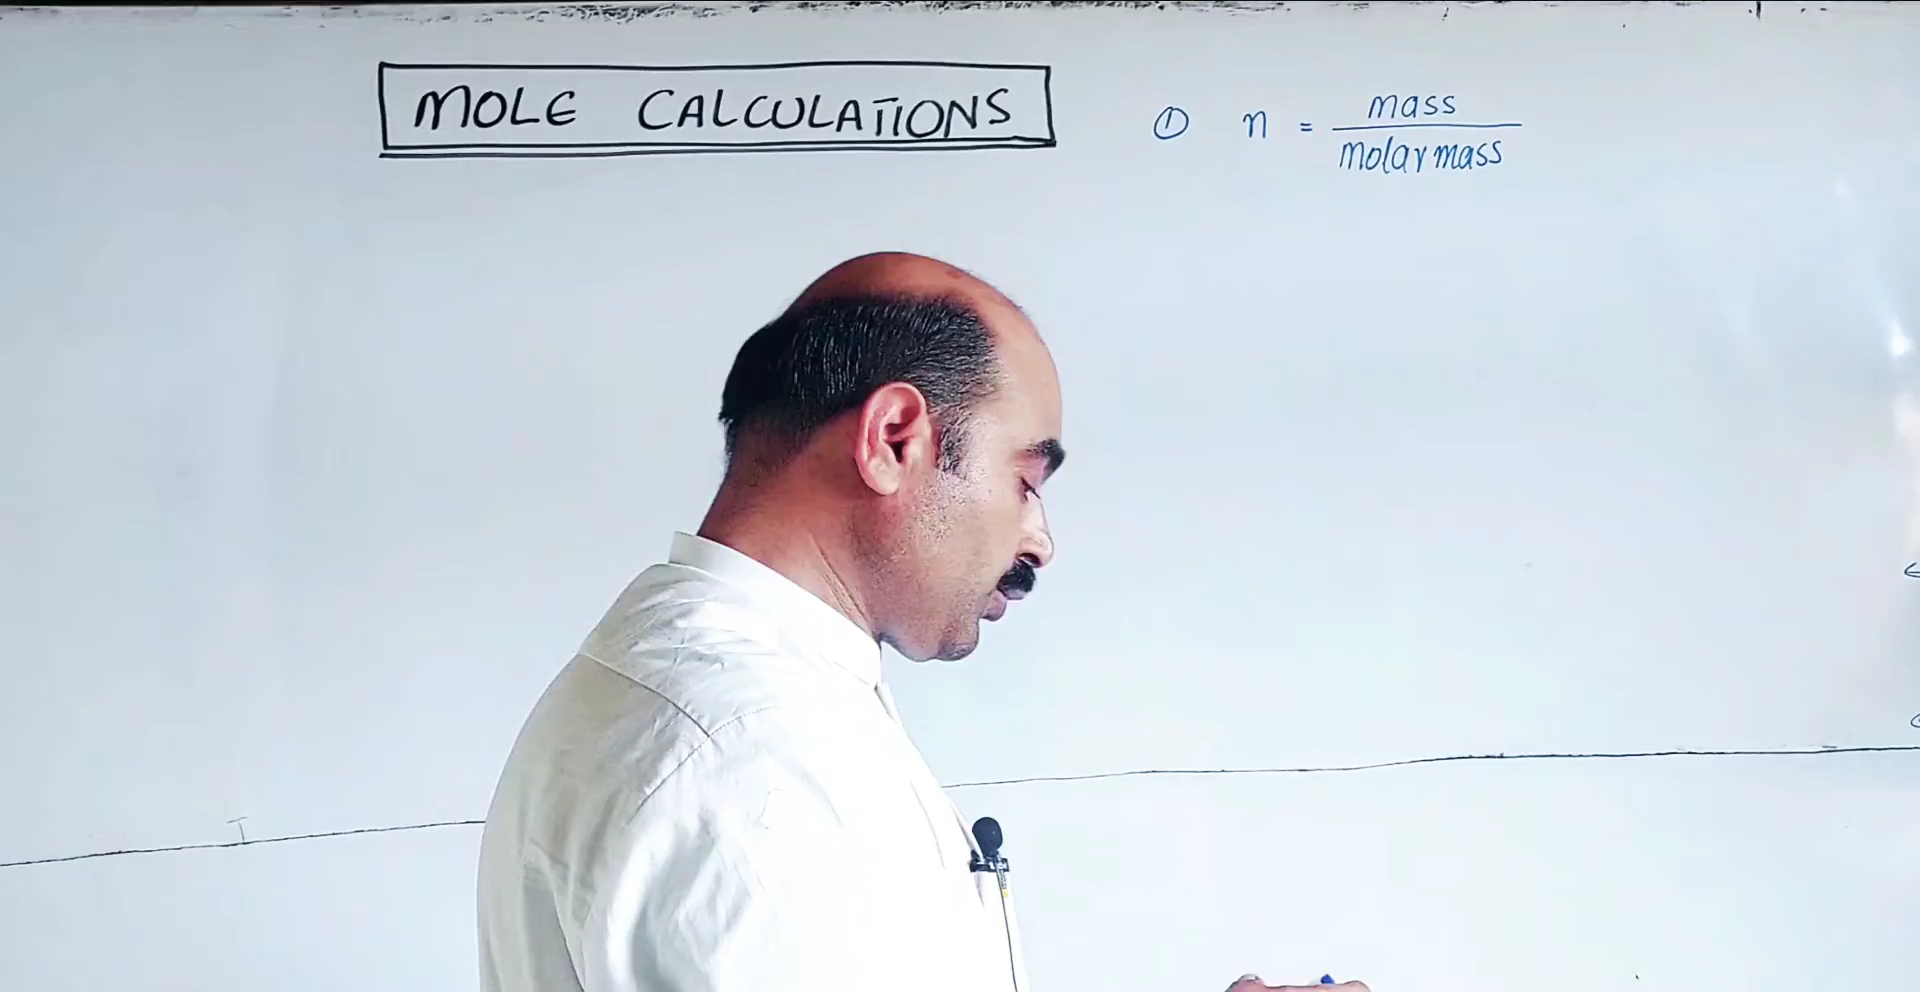 MOLE CALCULATIONS
① n = mass
molar mass